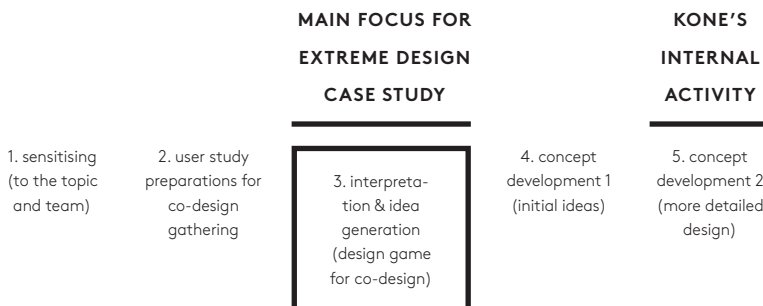 MAIN FOCUS FOR
EXTREME DESIGN
CASE STUDY
KONE'S
INTERNAL
ACTIVITY
1. sensitising
(to the topic
and team)
2. user study
preparations for
co-design
gathering
3. interpreta-
tion & idea
generation
(design game
for co-design)
4. concept
development 1
(initial ideas)
5. concept
development 2
(more detailed
design)